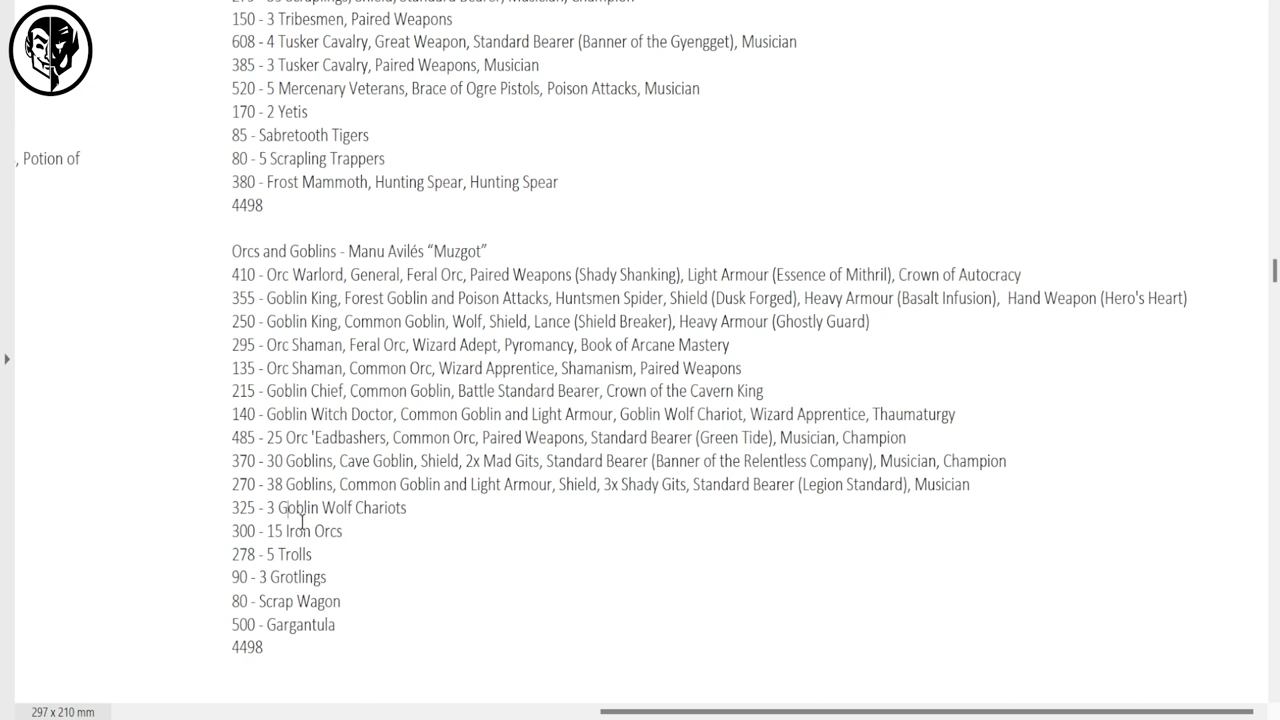 150 - 3 Tribesmen, Paired Weapons
608 - 4 Tusker Cavalry, Great Weapon, Standard Bearer (Banner of the Gyengget), Musician
385 - 3 Tusker Cavalry, Paired Weapons, Musician
520 - 5 Mercenary Veterans, Brace of Ogre Pistols, Poison Attacks, Musician
170 - 2 Yetis
85 - Sabretooth Tigers
, Potion of
80 - 5 Scrapling Trappers
380 - Frost Mammoth, Hunting Spear, Hunting Spear
4498
Orcs and Goblins - Manu Avilés “Muzgot”
410 - Orc Warlord, General, Feral Orc, Paired Weapons (Shady Shanking), Light Armour (Essence of Mithril), Crown of Autocracy
355 - Goblin King, Forest Goblin and Poison Attacks, Huntsmen Spider, Shield (Dusk Forged), Heavy Armour (Basalt Infusion),  Hand Weapon (Hero's Heart)
250 - Goblin King, Common Goblin, Wolf, Shield, Lance (Shield Breaker), Heavy Armour (Ghostly Guard)
295 - Orc Shaman, Feral Orc, Wizard Adept, Pyromancy, Book of Arcane Mastery
135 - Orc Shaman, Common Orc, Wizard Apprentice, Shamanism, Paired Weapons
215 - Goblin Chief, Common Goblin, Battle Standard Bearer, Crown of the Cavern King
140 - Goblin Witch Doctor, Common Goblin and Light Armour, Goblin Wolf Chariot, Wizard Apprentice, Thaumaturgy
485 - 25 Orc 'Eadbashers, Common Orc, Paired Weapons, Standard Bearer (Green Tide), Musician, Champion
370 - 30 Goblins, Cave Goblin, Shield, 2x Mad Gits, Standard Bearer (Banner of the Relentless Company), Musician, Champion
270 - 38 Goblins, Common Goblin and Light Armour, Shield, 3x Shady Gits, Standard Bearer (Legion Standard), Musician
325 - 3 Goblin Wolf Chariots
300 - 15 Iron Orcs
278 - 5 Trolls
90 - 3 Grotlings
80 - Scrap Wagon
500 - Gargantula
4498
297 x 210 mm